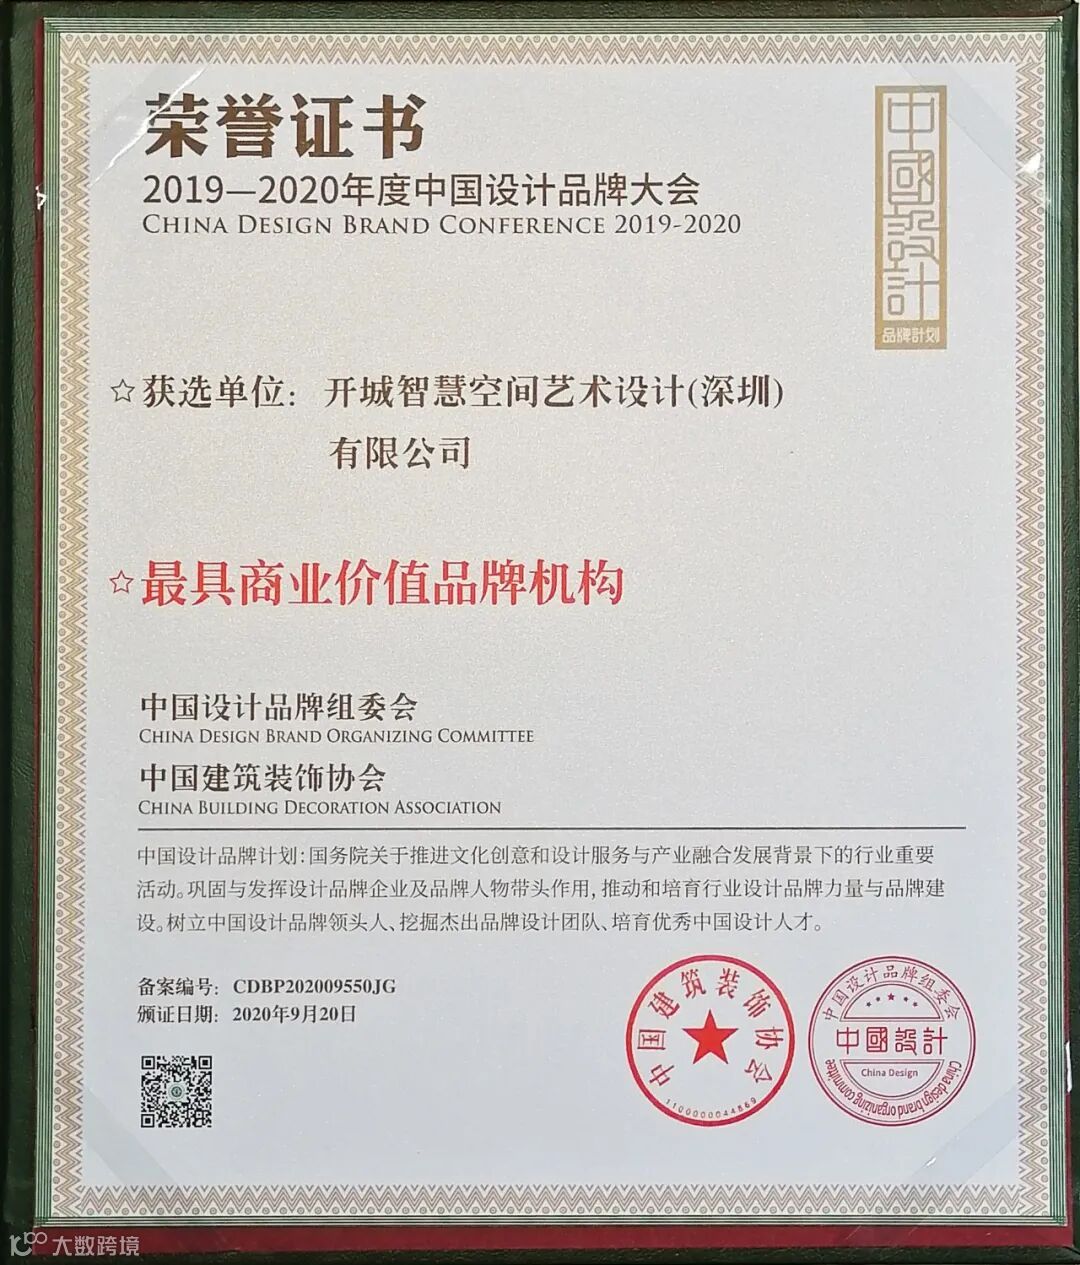 荣誉证书
2019—2020年度中国设计品牌大会
CHINA DESIGN BRAND CONFERENCE 2019-2020
中國設計
品牌計划
☆获选单位：开城智慧空间艺术设计(深圳)
有限公司
☆最具商业价值品牌机构
中国设计品牌组委会
CHINA DESIGN BRAND ORGANIZING COMMITTEE
中国建筑装饰协会
CHINA BUILDING DECORATION ASSOCIATION
中国设计品牌计划：国务院关于推进文化创意和设计服务与产业融合发展背景下的行业重要
活动。巩固与发挥设计品牌企业及品牌人物带头作用，推动和培育行业设计品牌力量与品牌建
设。树立中国设计品牌领头人、挖掘杰出品牌设计团队、培育优秀中国设计人才。
备案编号：CDBP202009550JG
颁证日期：2020年9月20日
中国建筑装饰协会
1100000044869
中国设计品牌组委会
中國設計
China Design
China design brand organizing committee
大数跨境